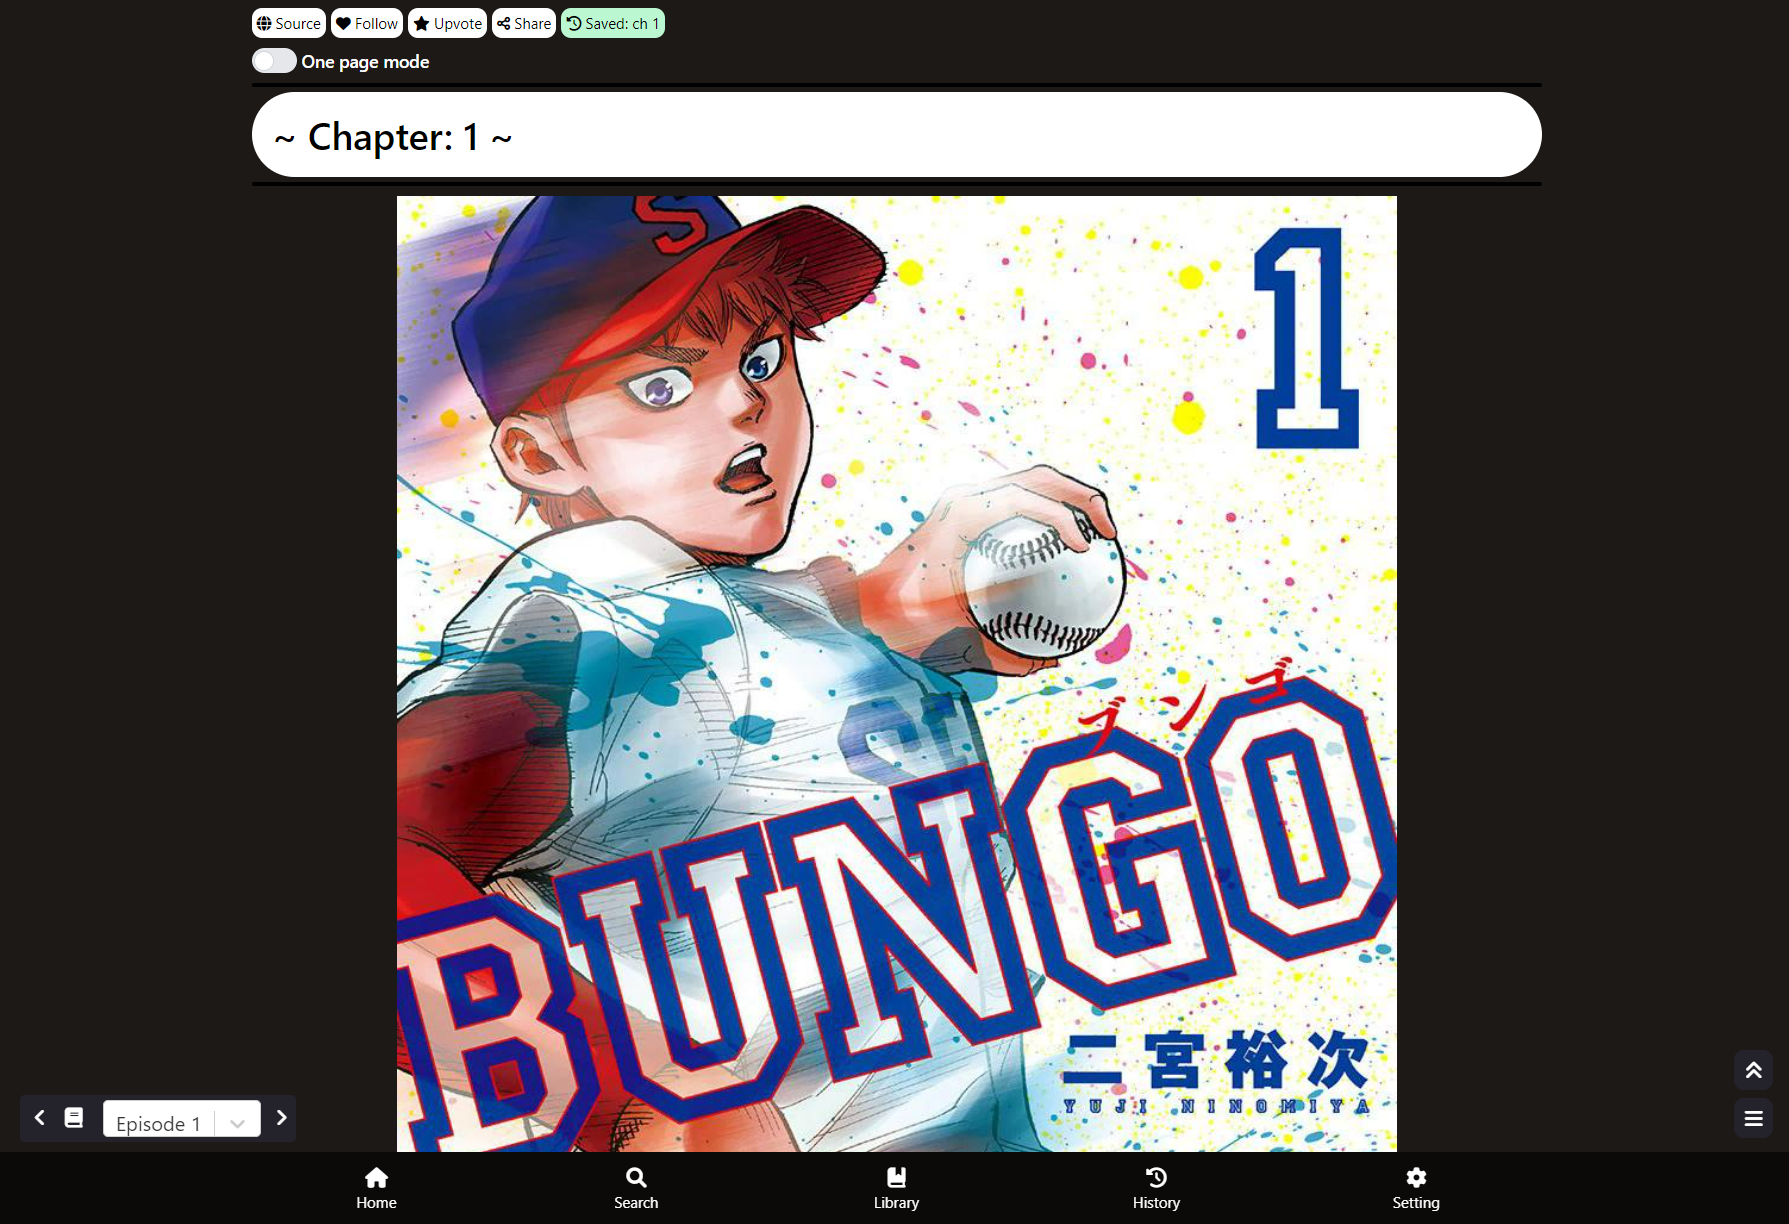 Source Follow Upvote Share Saved: ch 1
One page mode
~ Chapter: 1 ~
S
1
S
ブンゴ
BUNGO
二宮裕次
YUJI NINOMIYA
Episode 1
Home Search Library History Setting